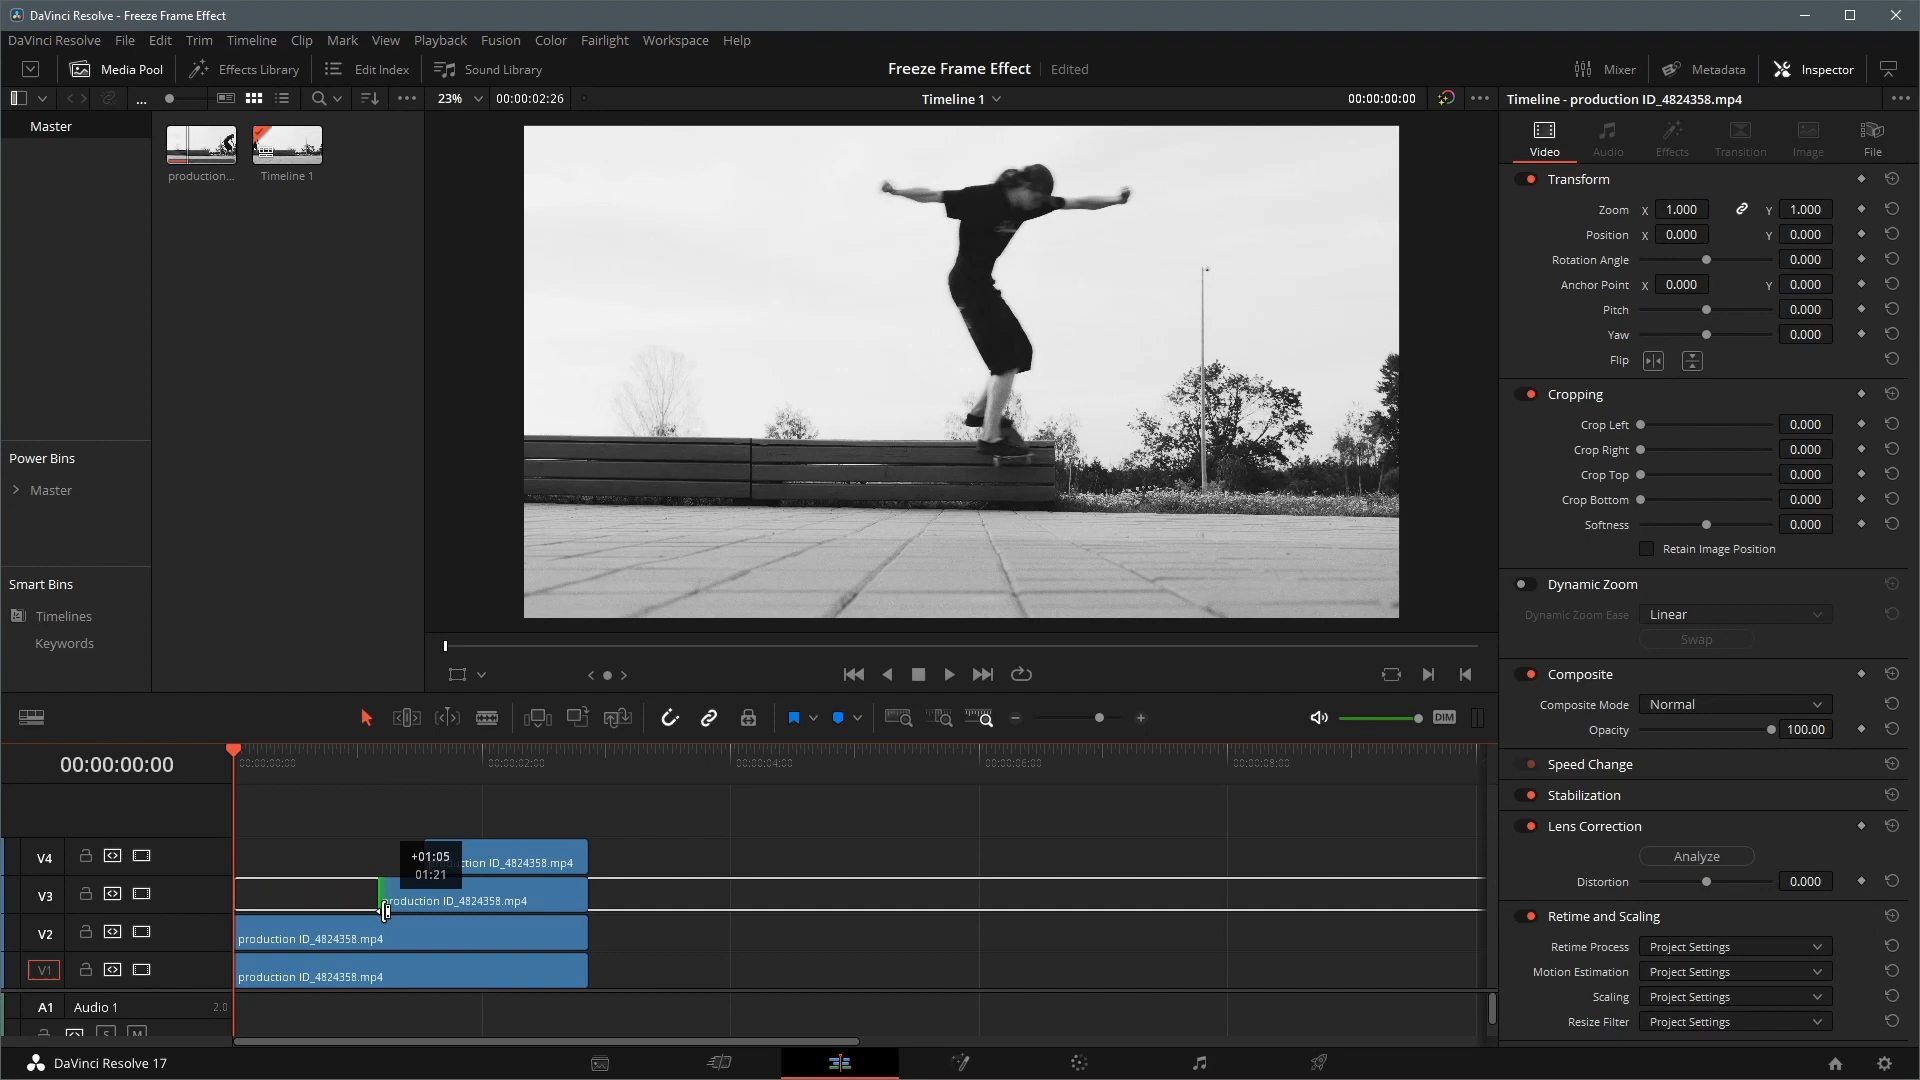 DaVinci Resolve - Freeze Frame Effect
DaVinci Resolve File Edit Trim Timeline Clip Mark View Playback Fusion Color Fairlight Workspace Help
Media Pool Effects Library Edit Index Sound Library Freeze Frame Effect Edited Mixer Metadata Inspector
... 23% 00:00:02:26 Timeline 1 00:00:00:00 Timeline - production ID_4824358.mp4
Master
production... Timeline 1
Video Audio Effects Transition Image File
Transform
Zoom X 1.000 Y 1.000
Position X 0.000 Y 0.000
Rotation Angle 0.000
Anchor Point X 0.000 Y 0.000
Pitch 0.000
Yaw 0.000
Flip
Cropping
Crop Left 0.000
Crop Right 0.000
Crop Top 0.000
Crop Bottom 0.000
Softness 0.000
Retain Image Position
Power Bins
Master
Smart Bins
Timelines
Keywords
Dynamic Zoom
Dynamic Zoom Ease Linear
Swap
Composite
Composite Mode Normal
Opacity 100.00
Speed Change
Stabilization
Lens Correction
Analyze
Distortion 0.000
Retime and Scaling
Retime Process Project Settings
Motion Estimation Project Settings
Scaling Project Settings
Resize Filter Project Settings
DIM
00:00:00:00
00:00:00:00 00:00:02:00 00:00:04:00 00:00:06:00 00:00:08:00
V4 ID_4824358.mp4
+01:05
01:21
V3 production ID_4824358.mp4
V2 production ID_4824358.mp4
V1 production ID_4824358.mp4
A1 Audio 1 2.0
S M
DaVinci Resolve 17